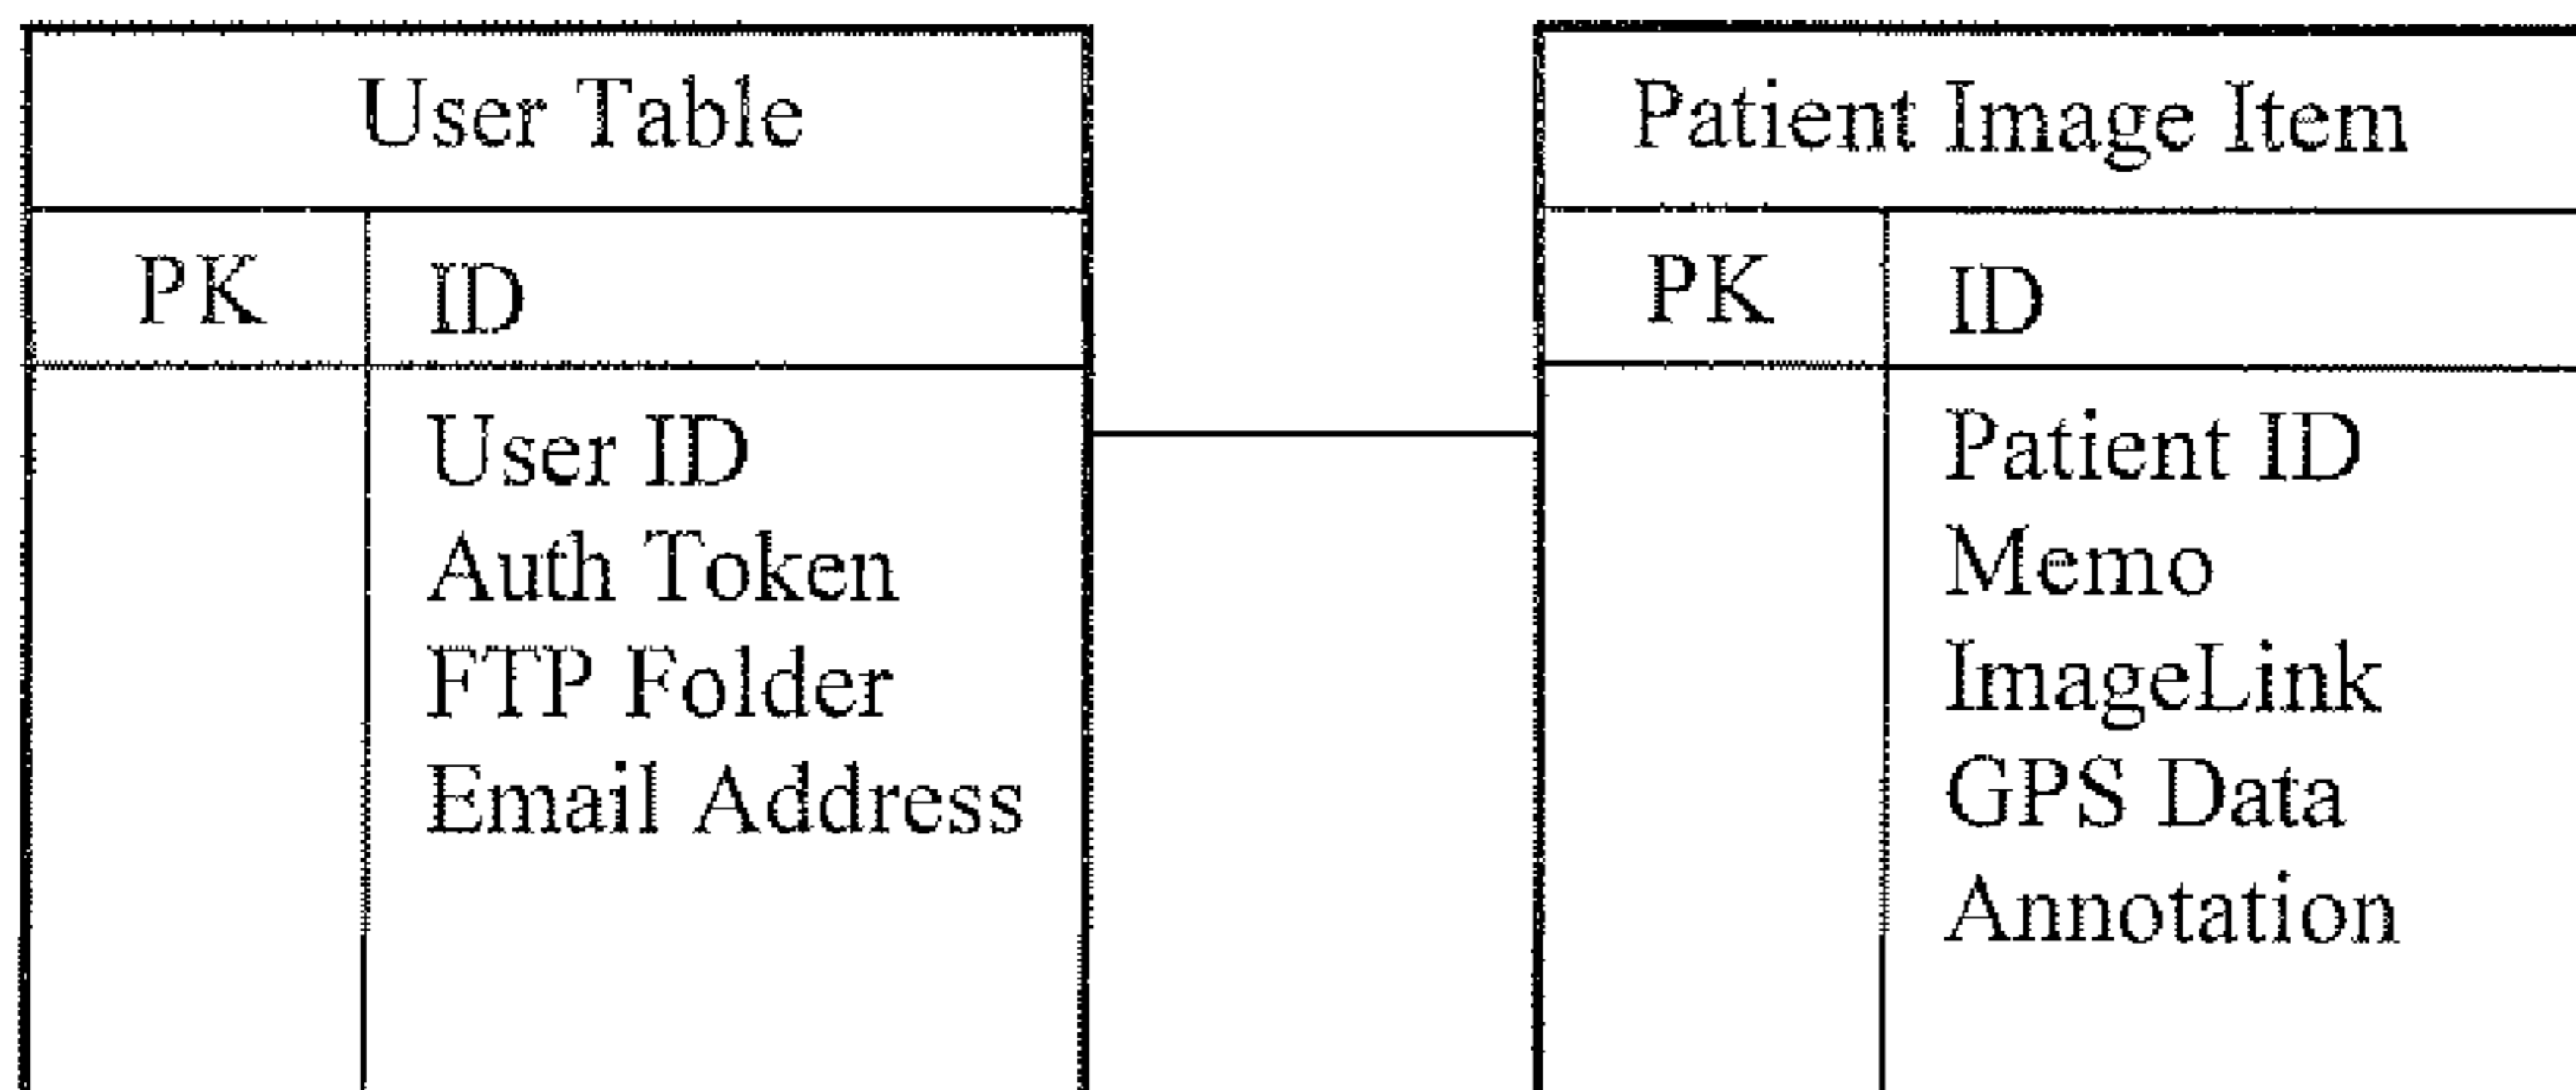 User Table
PK ID
User ID
Auth Token
FTP Folder
Email Address
Patient Image Item
PK ID
Patient ID
Memo
ImageLink
GPS Data
Annotation